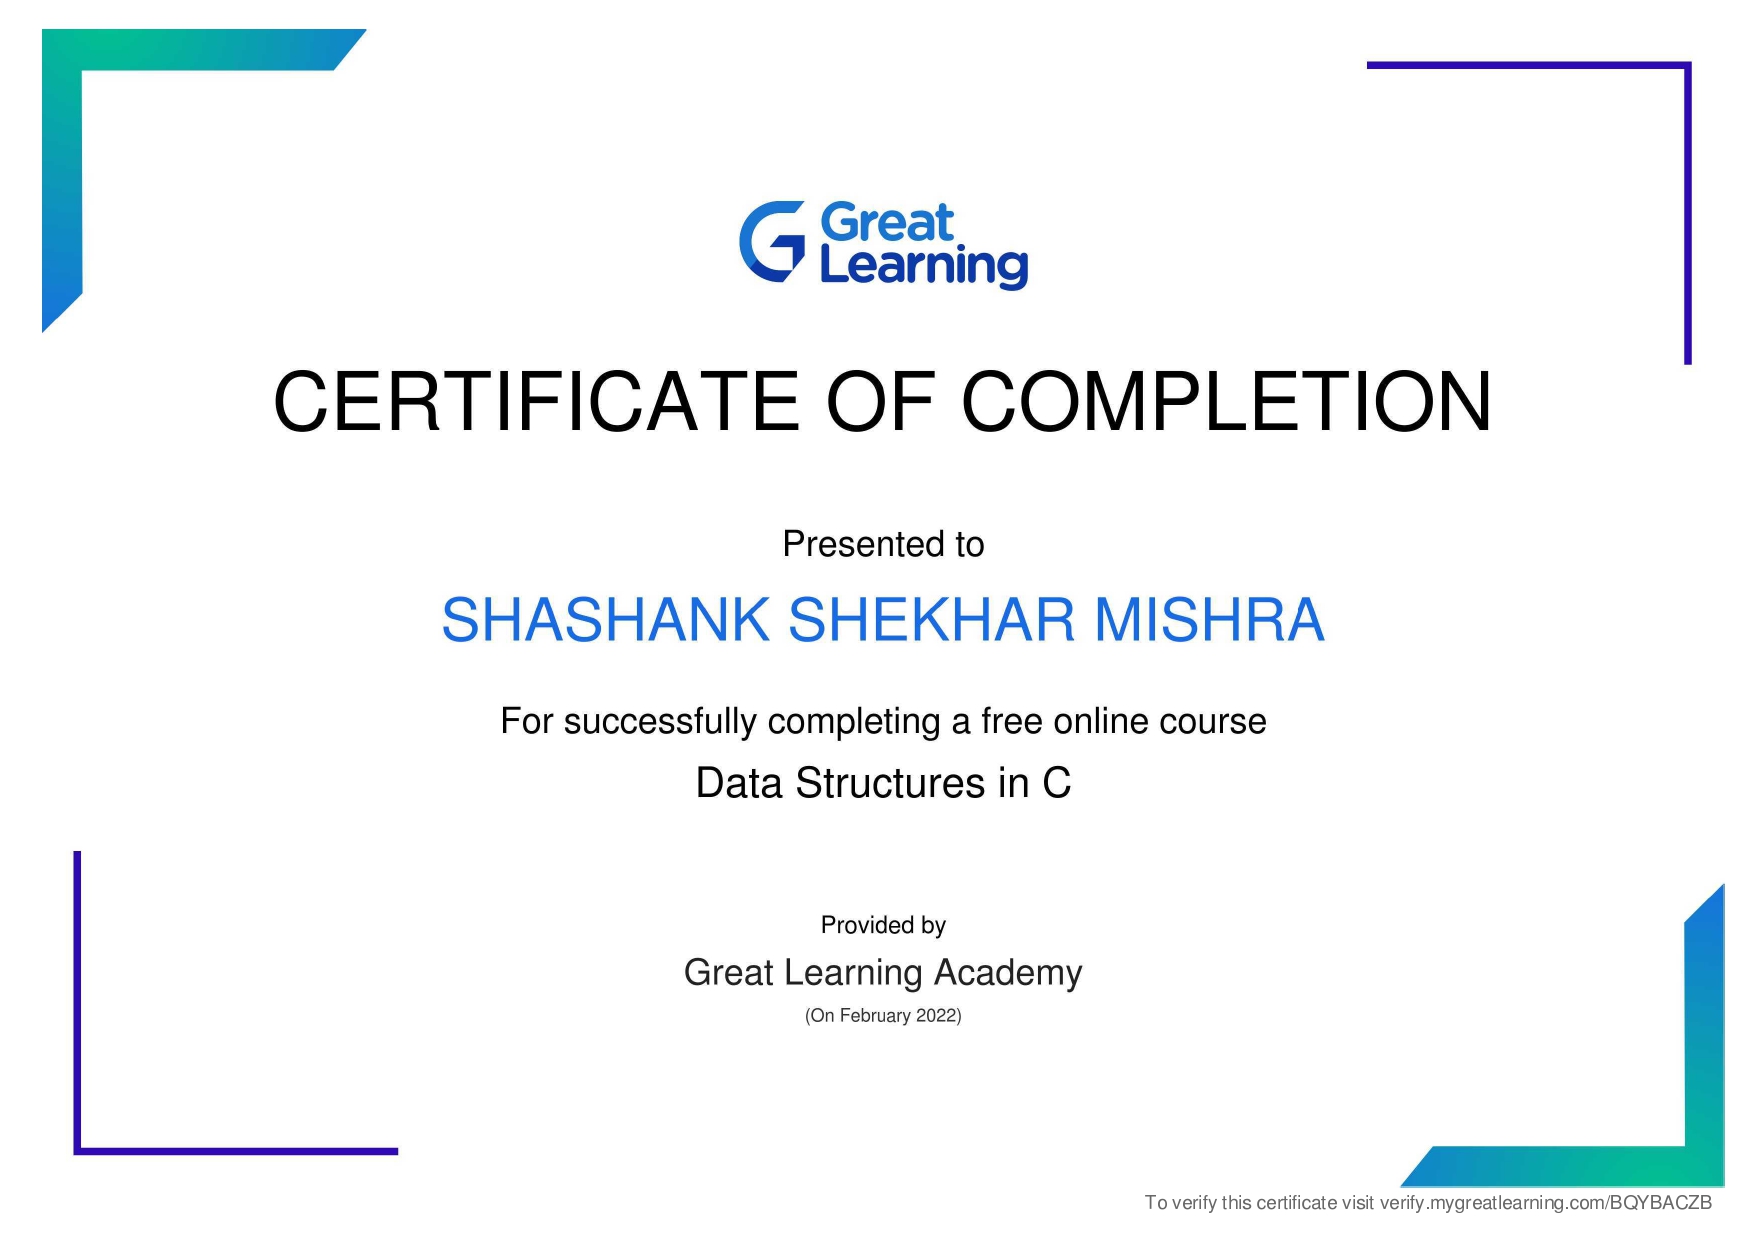 Great
Learning
CERTIFICATE OF COMPLETION
Presented to
SHASHANK SHEKHAR MISHRA
For successfully completing a free online course
Data Structures in C
Provided by
Great Learning Academy
(On February 2022)
To verify this certificate visit verify.mygreatlearning.com/BQYBACZB